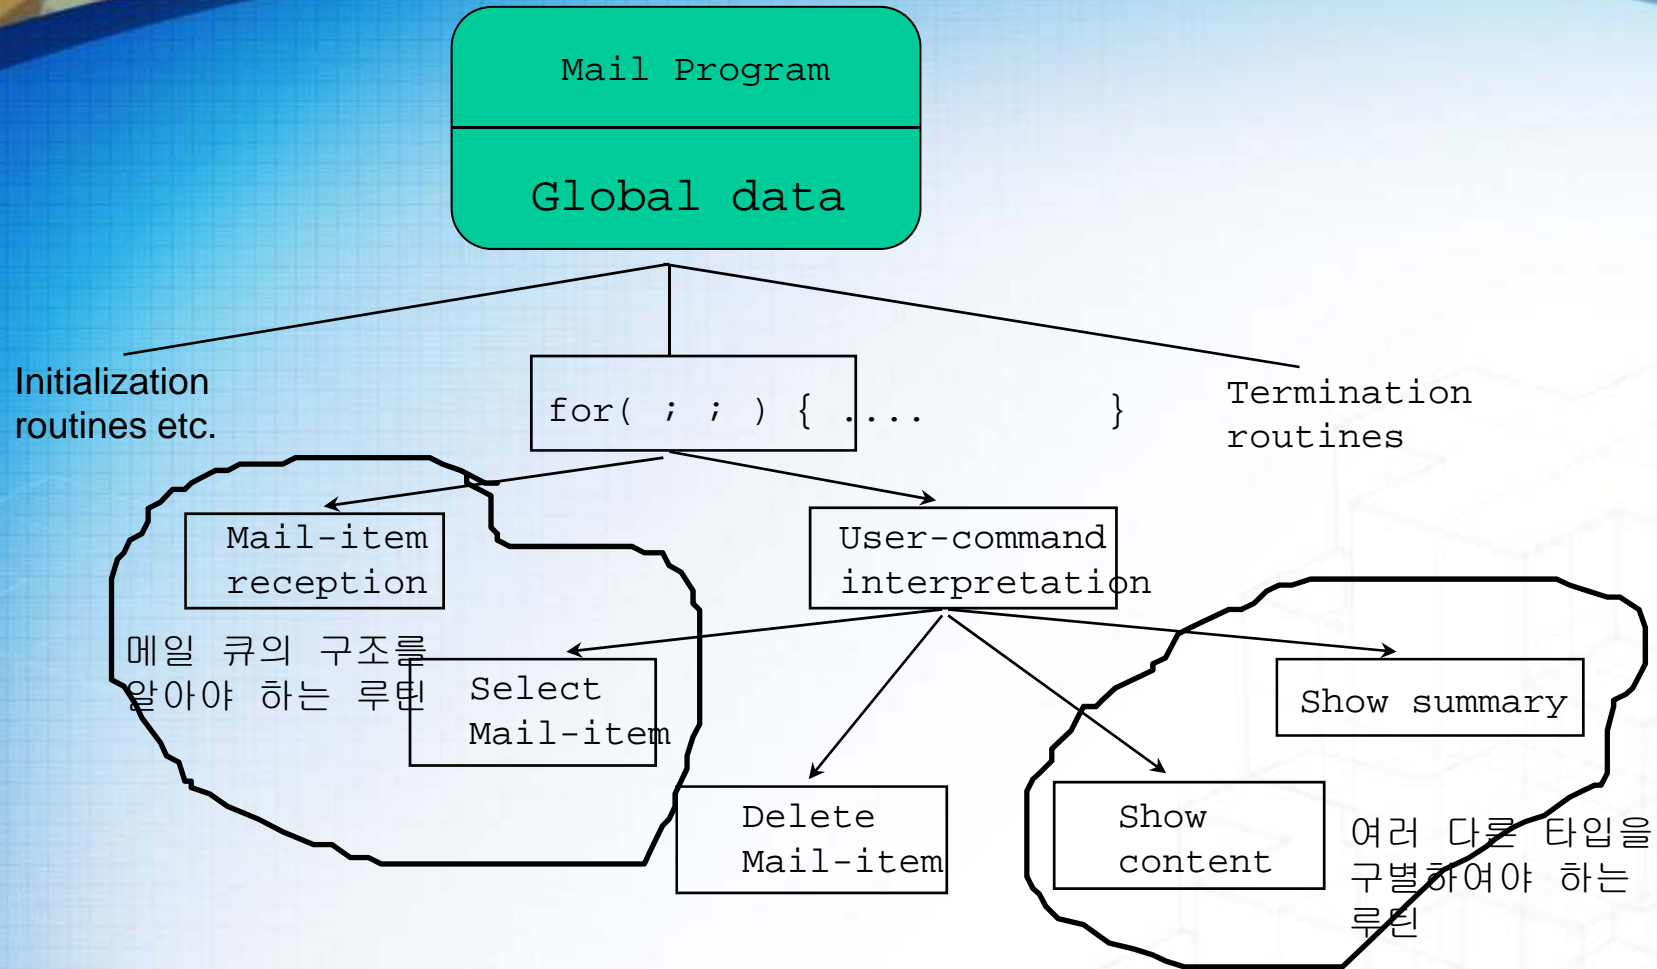 Mail Program
Global data
Initialization
routines etc.
for( ; ; ) { .... }
Termination
routines
Mail-item
reception
User-command
interpretation
메일 큐의 구조를
알아야 하는 루틴
Select
Mail-item
Show summary
Delete
Mail-item
Show
content
여러 다른 타입을
구별하여야 하는
루틴